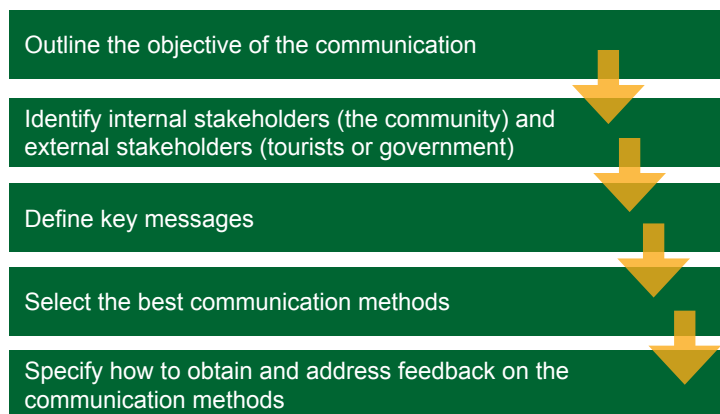 Outline the objective of the communication
Identify internal stakeholders (the community) and
external stakeholders (tourists or government)
Define key messages
Select the best communication methods
Specify how to obtain and address feedback on the
communication methods